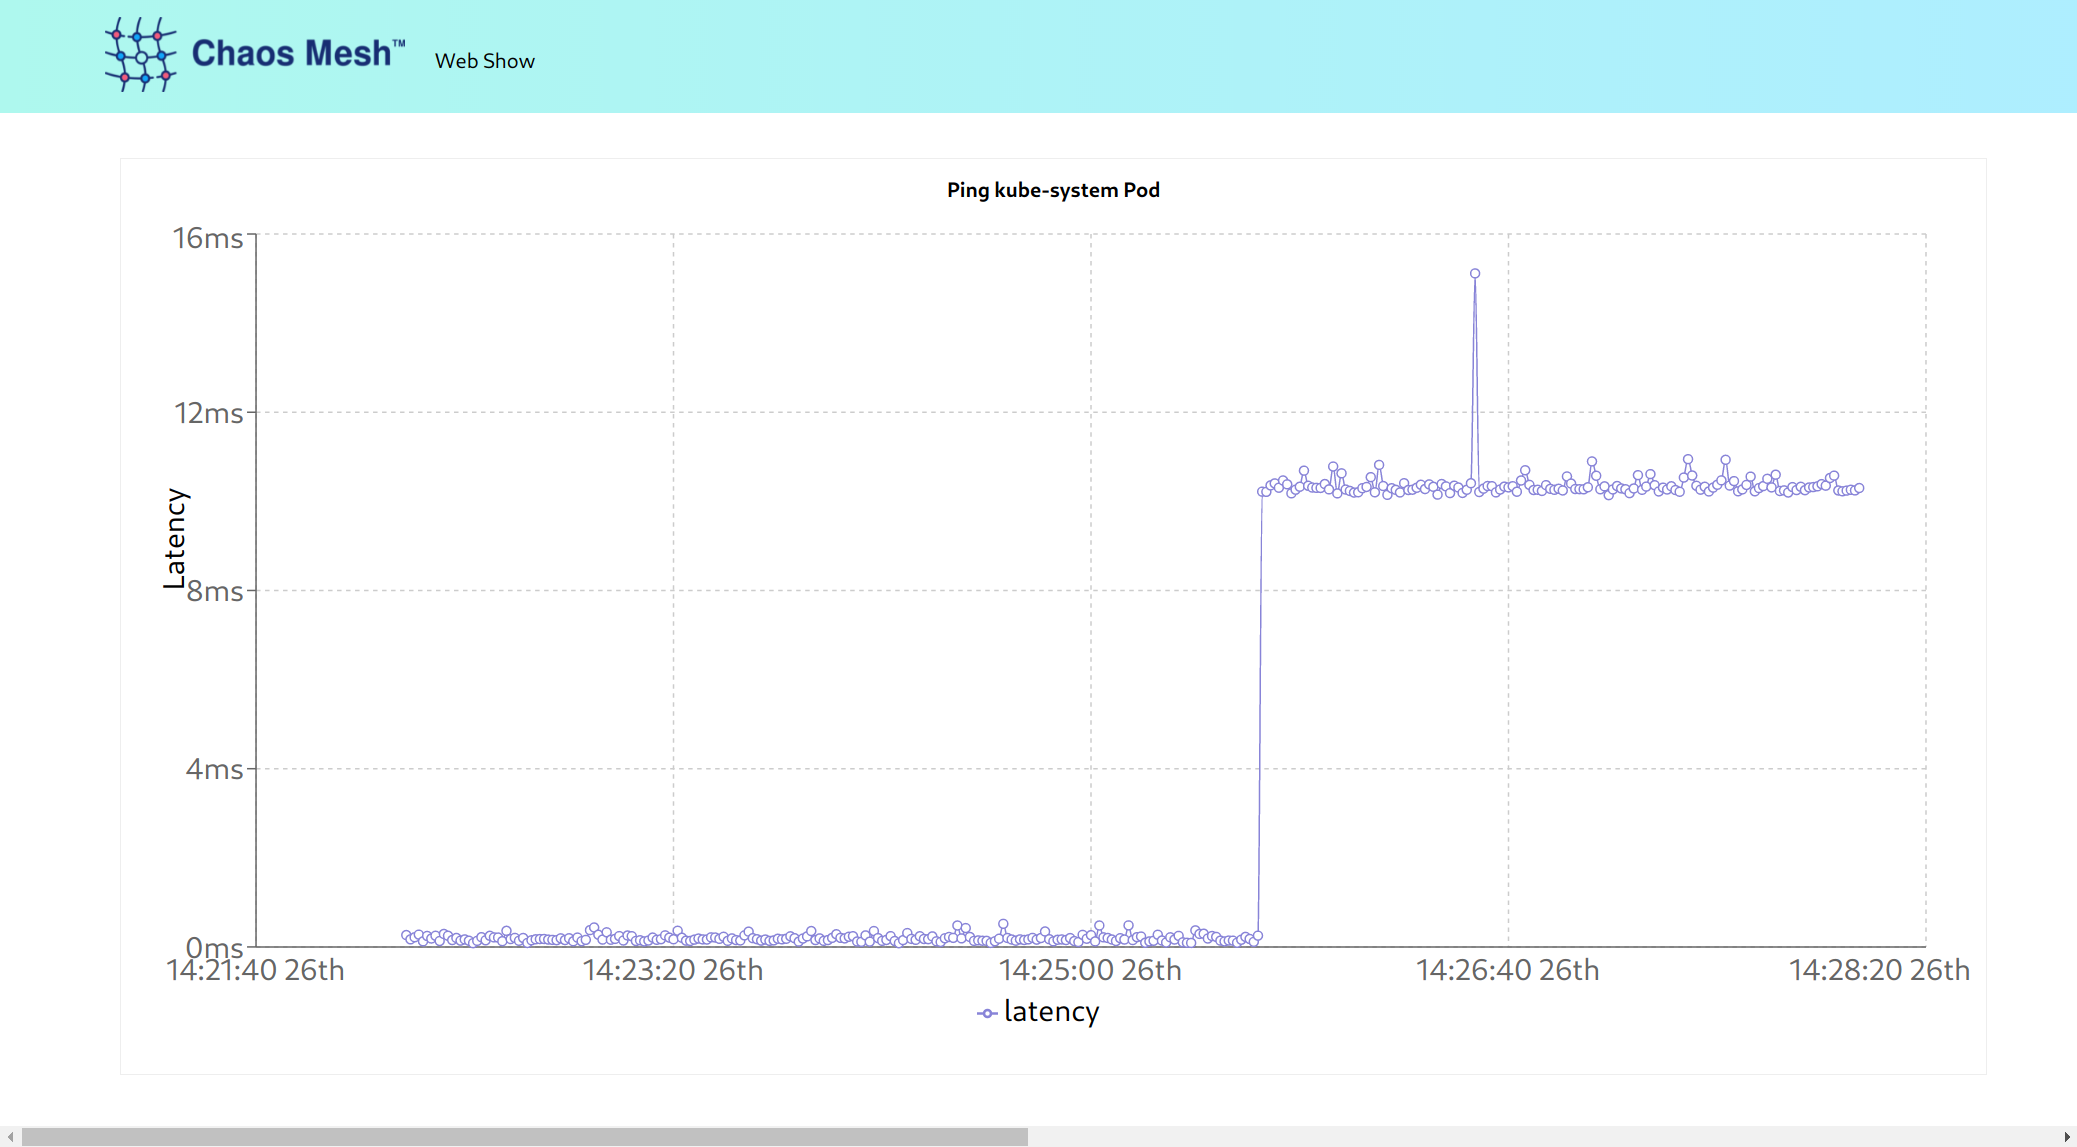 Chaos Mesh™
Web Show
Ping kube-system Pod
16ms
12ms
8ms
4ms
0ms
Latency
14:21:40 26th
14:23:20 26th
14:25:00 26th
14:26:40 26th
14:28:20 26th
latency